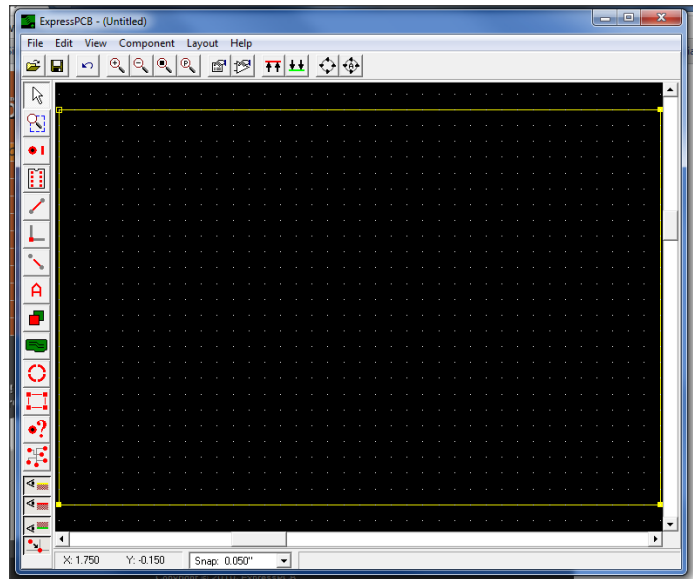 ExpressPCB - (Untitled)
File Edit View Component Layout Help
X: 1.750 Y: -0.150 Snap: 0.050"